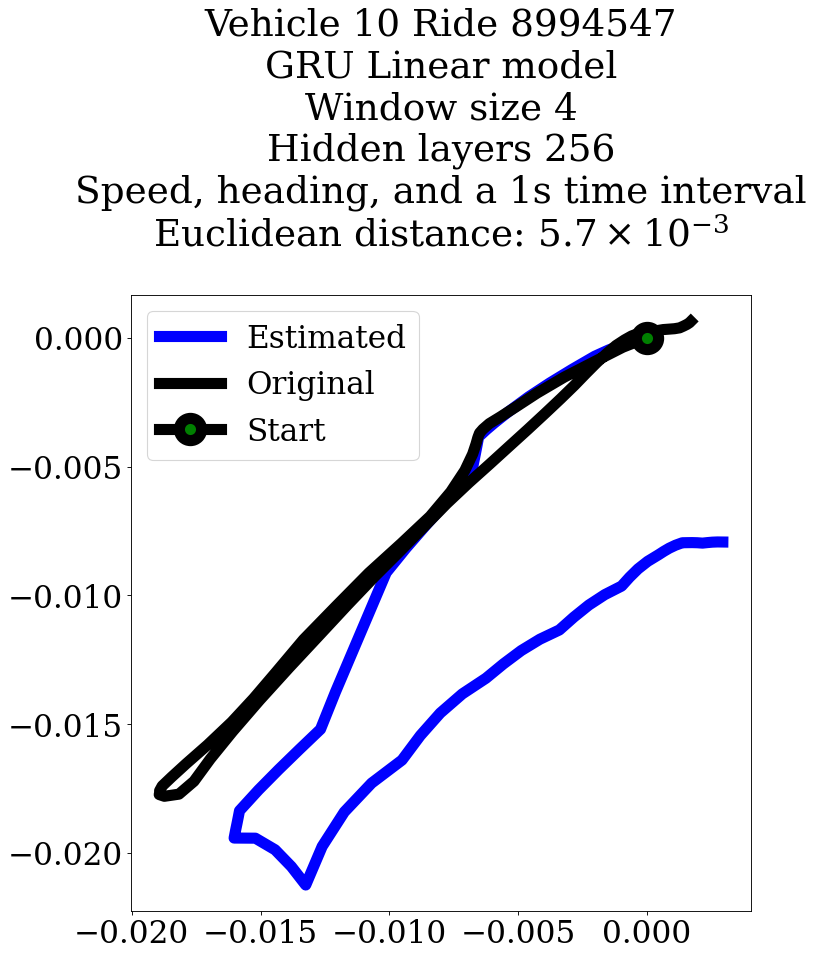 Vehicle 10 Ride 8994547
GRU Linear model
Window size 4
Hidden layers 256
Speed, heading, and a 1s time interval
Euclidean distance: 5.7 × 10⁻³
Estimated
Original
Start
0.000
−0.005
−0.010
−0.015
−0.020
−0.020 −0.015 −0.010 −0.005 0.000